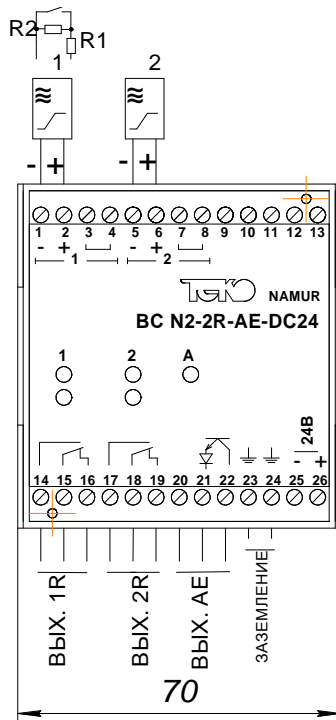 R2
R1
1 2
- + - +
1 2 3 4 5 6 7 8 9 10 11 12 13
- + - +
1 2
ТЕКО NAMUR
ВС N2-2R-AE-DC24
1 2 A
24В
- +
14 15 16 17 18 19 20 21 22 23 24 25 26
ВЫХ. 1R
ВЫХ. 2R
ВЫХ. AE
ЗАЗЕМЛЕНИЕ
70